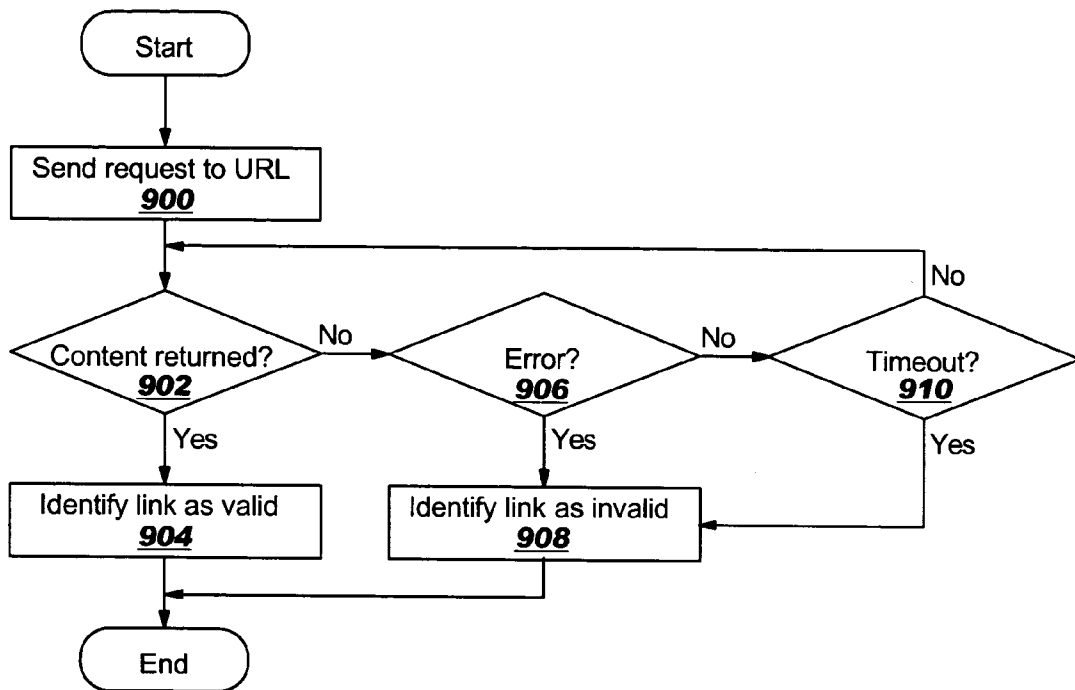 Start
Send request to URL
900
No
Content returned?
902
No
Error?
906
No
Timeout?
910
Yes
Yes
Yes
Identify link as valid
904
Identify link as invalid
908
End